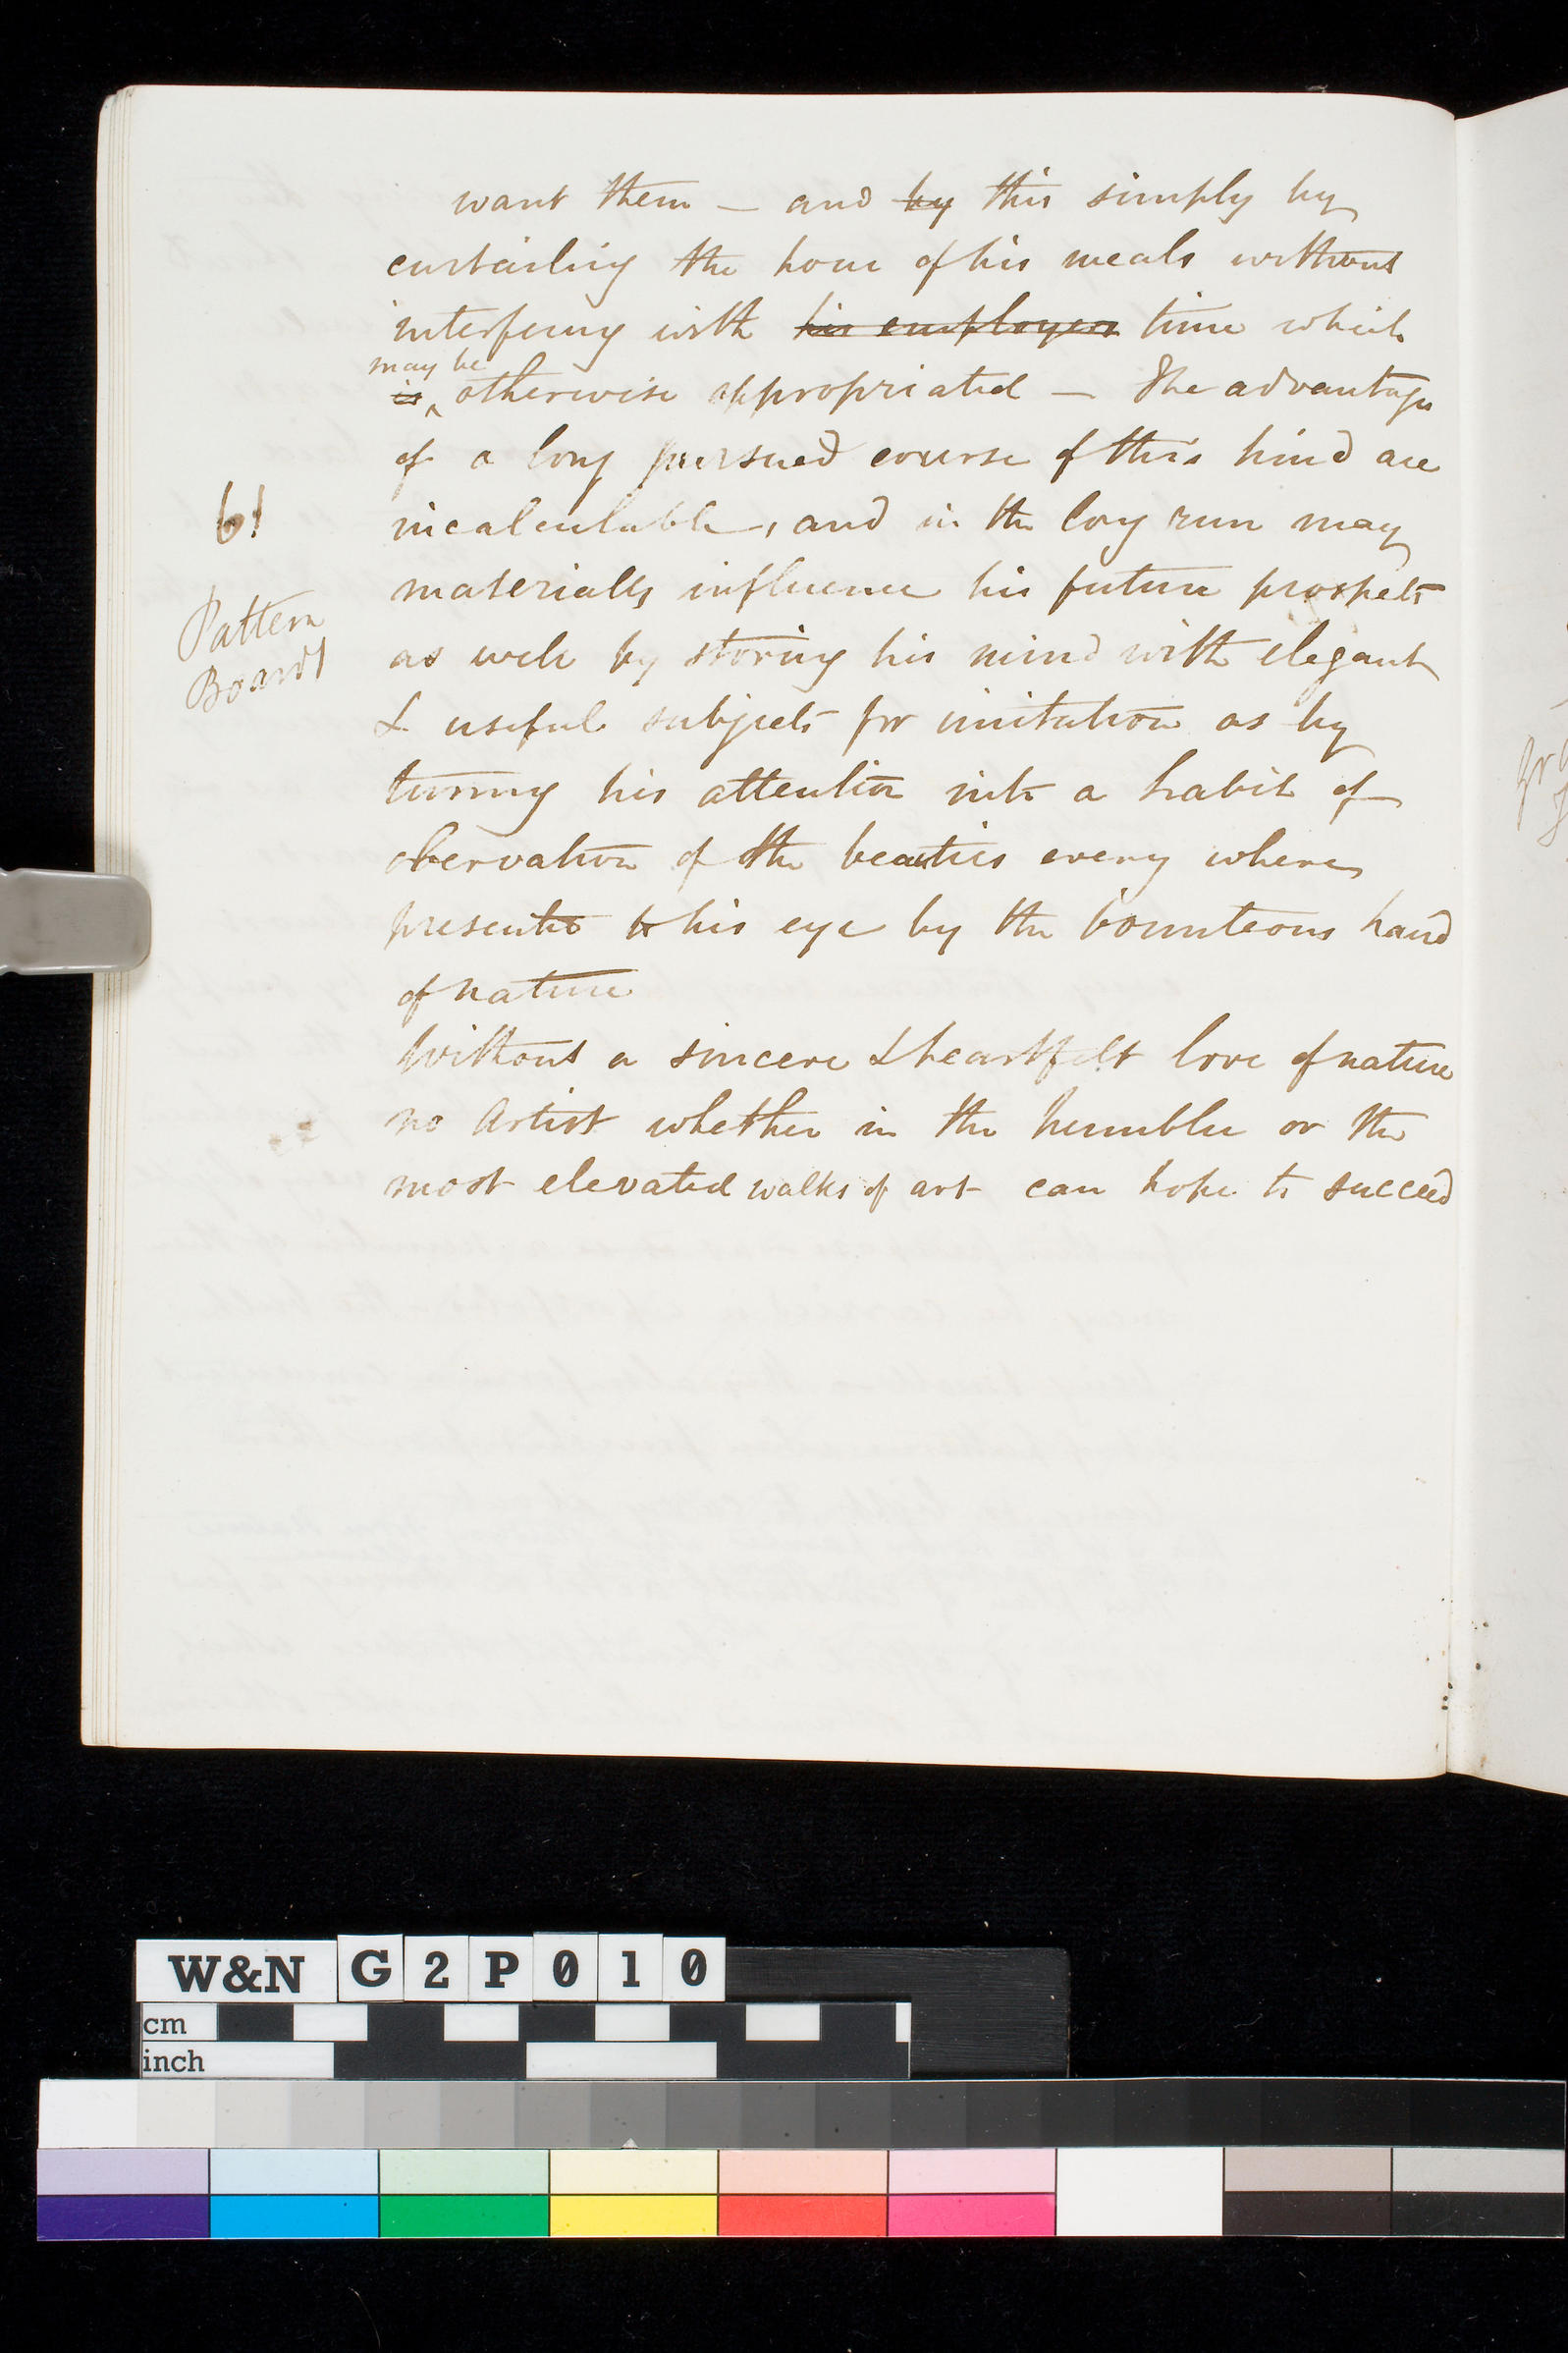 want them — and by this simply by
curtailing the hour of his meals without
interfering with his employers time which
may be
is ^ otherwise appropriated — The advantages
of a long pursued course of this kind are
incalculable, and in the long run may
61
materially influence his future prospects
Pattern
Boards
as well by storing his mind with elegant
& useful subjects for imitation as by
turning his attention into a habit of
obervation of the beauties every where
presented to his eye by the bounteous hand
of nature
Without a sincere & heartfelt love of nature
no Artist whether in the humbler or the
most elevated walks of art can hope to succeed
W&N G2P010
cm
inch